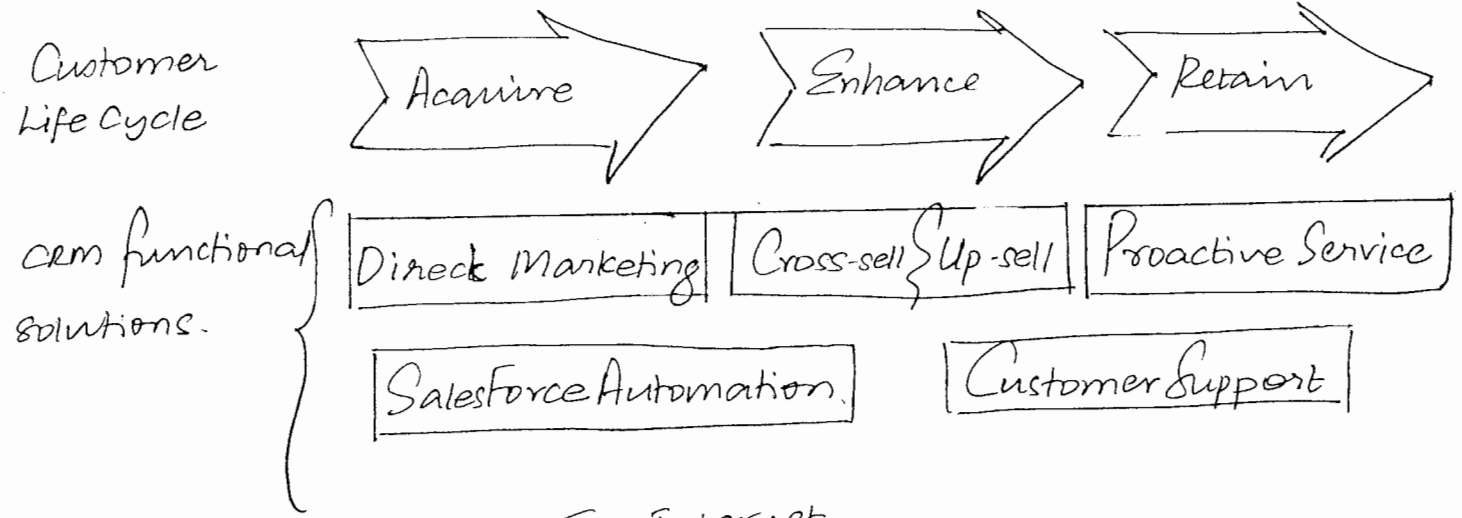 Customer
Life Cycle
Acquire
Enhance
Retain
CRM functional
solutions.
Direck Marketing
Cross-sell & Up-sell
Proactive Service
SalesForce Automation.
Customer Support